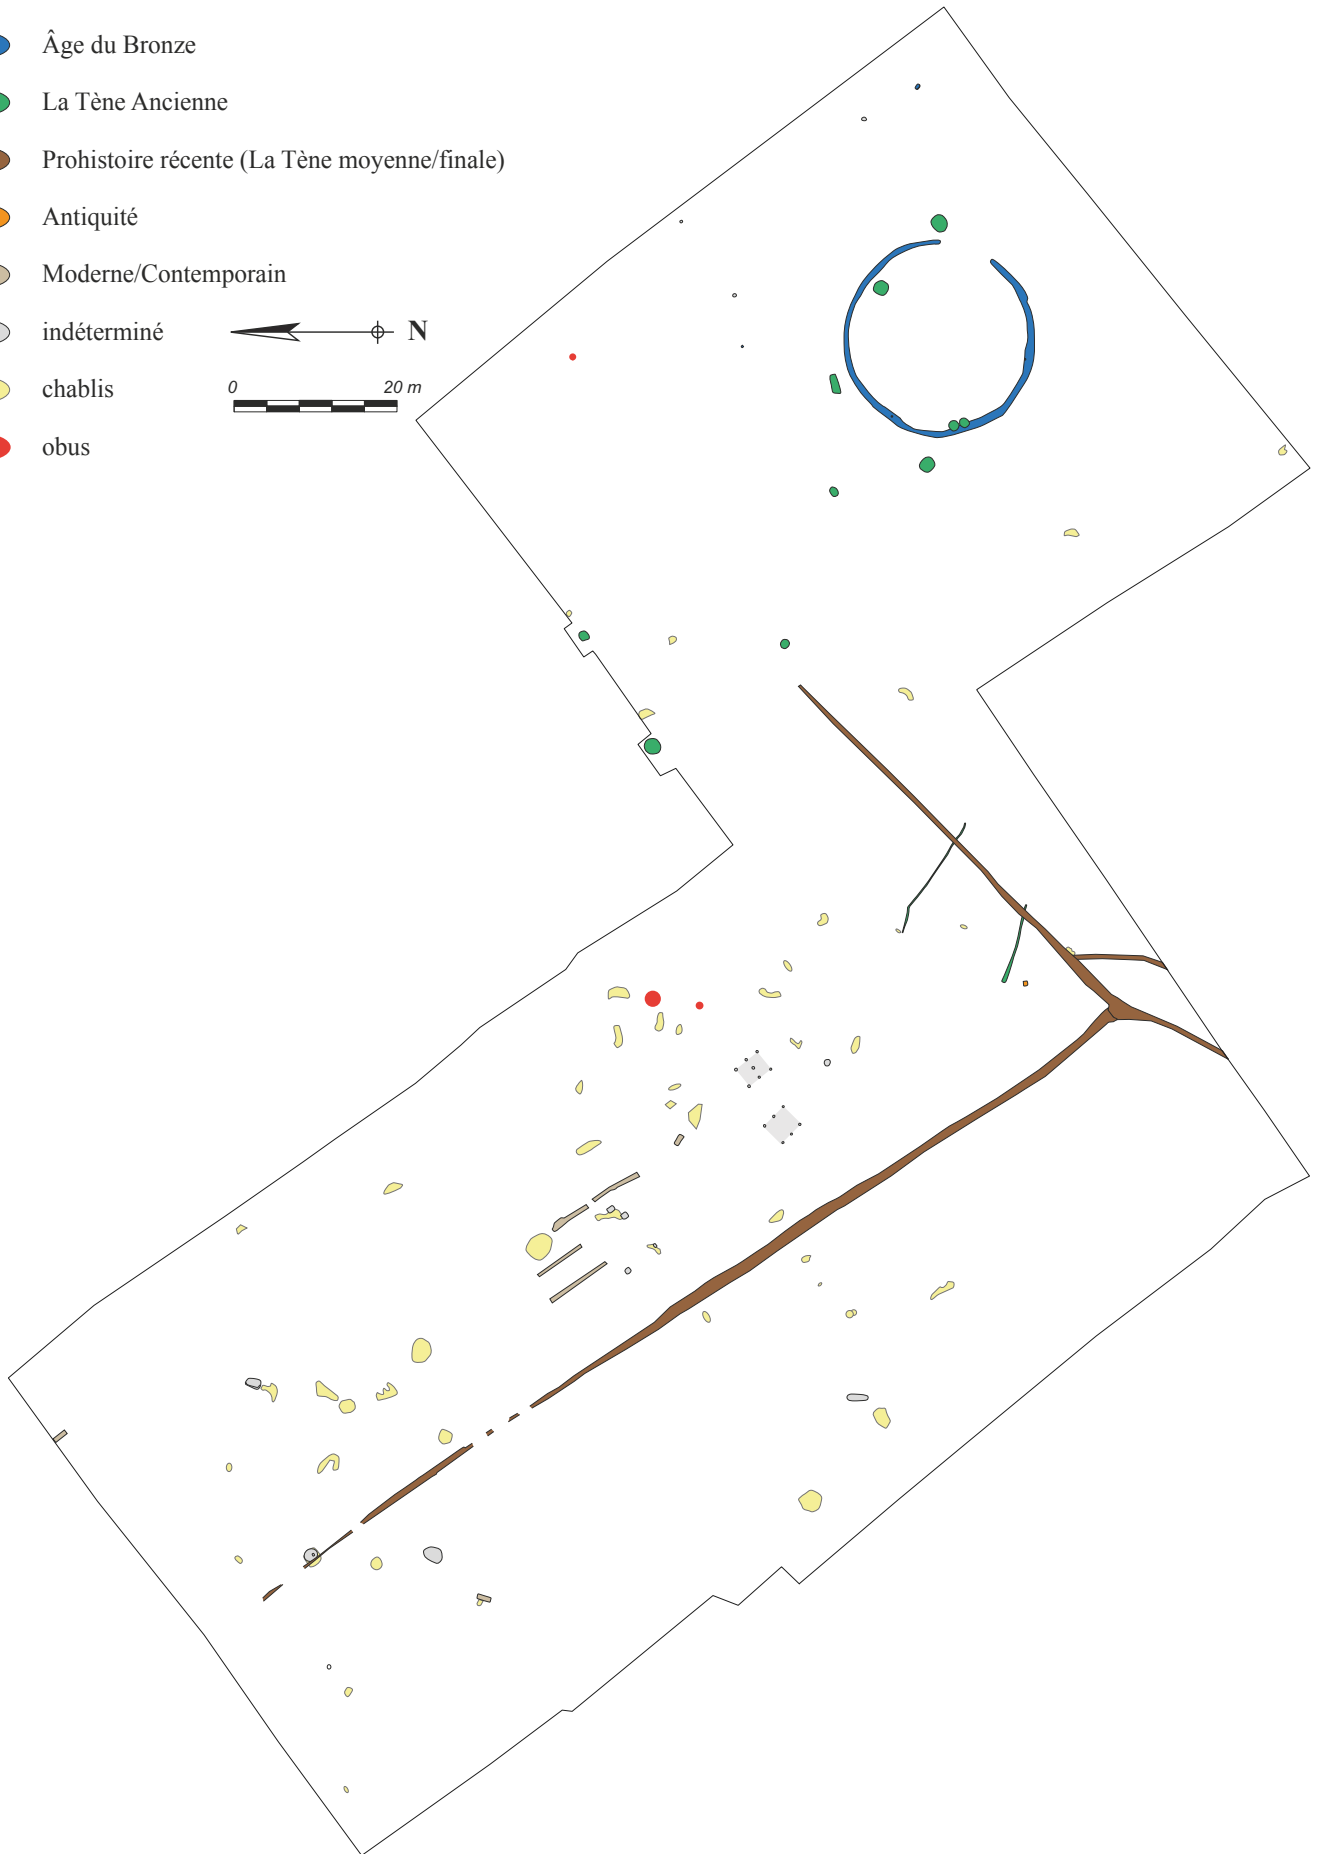 Âge du Bronze
La Tène Ancienne
Prohistoire récente (La Tène moyenne/finale)
Antiquité
Moderne/Contemporain
indéterminé
N
chablis
0 20 m
obus